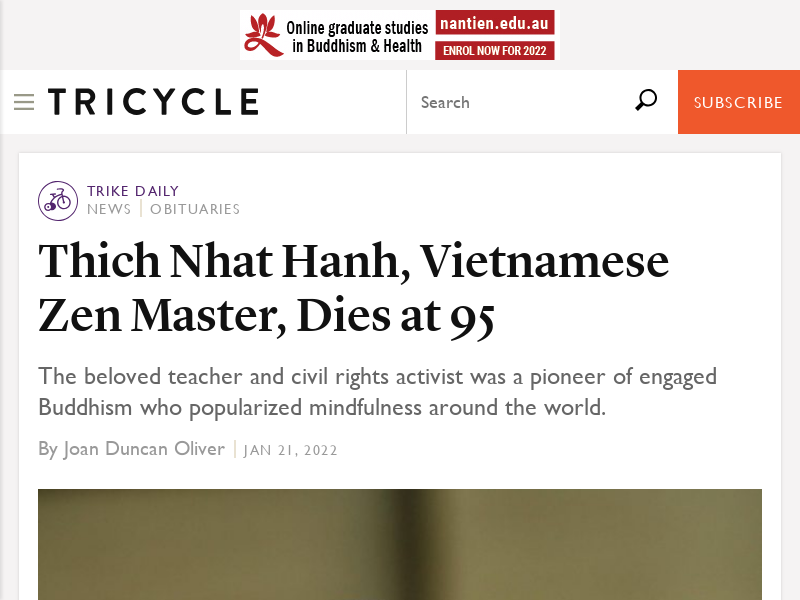 Online graduate studies
in Buddhism & Health
nantien.edu.au
ENROL NOW FOR 2022
TRICYCLE
Search
SUBSCRIBE
TRIKE DAILY
NEWS | OBITUARIES
Thich Nhat Hanh, Vietnamese
Zen Master, Dies at 95
The beloved teacher and civil rights activist was a pioneer of engaged
Buddhism who popularized mindfulness around the world.
By Joan Duncan Oliver | JAN 21, 2022